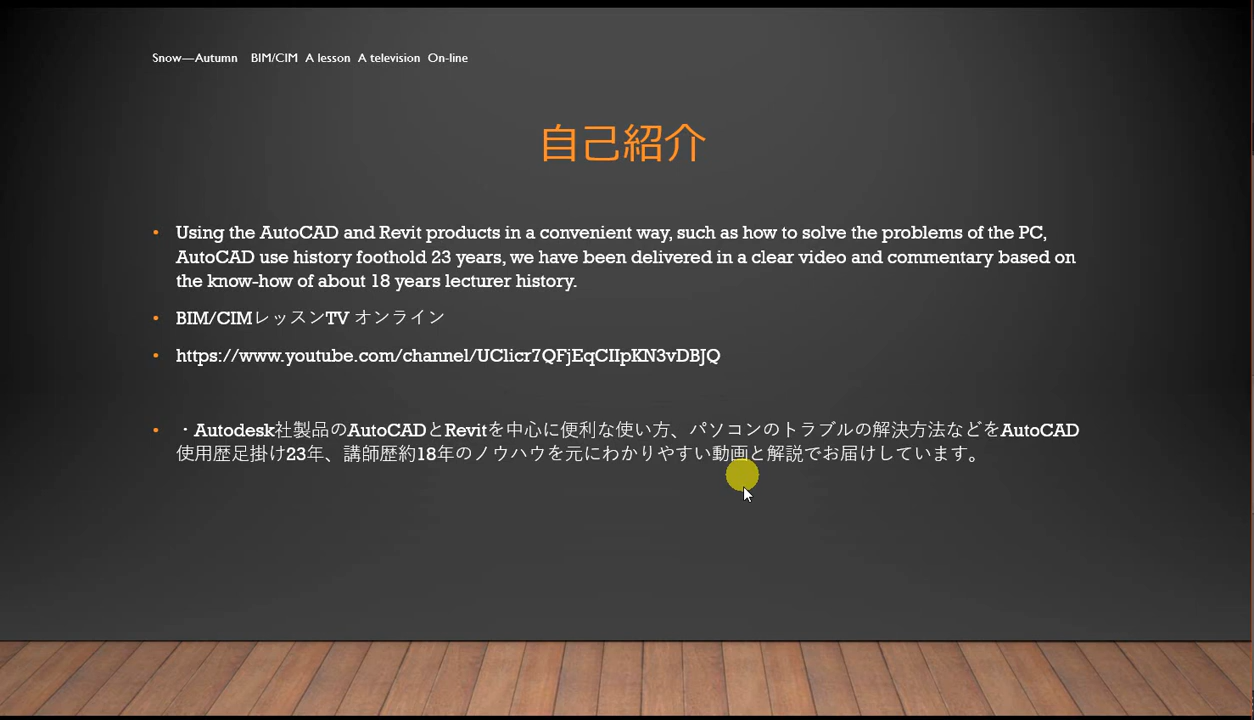 Snow—Autumn BIM/CIM A lesson A television On-line
自己紹介
• Using the AutoCAD and Revit products in a convenient way, such as how to solve the problems of the PC,
AutoCAD use history foothold 23 years, we have been delivered in a clear video and commentary based on
the know-how of about 18 years lecturer history.
• BIM/CIMレッスンTV オンライン
• https://www.youtube.com/channel/UClicr7QFjEqCIIpKN3vDBJQ
• ・Autodesk社製品のAutoCADとRevitを中心に便利な使い方、パソコンのトラブルの解決方法などをAutoCAD
使用歴足掛け23年、講師歴約18年のノウハウを元にわかりやすい動画と解説でお届けしています。